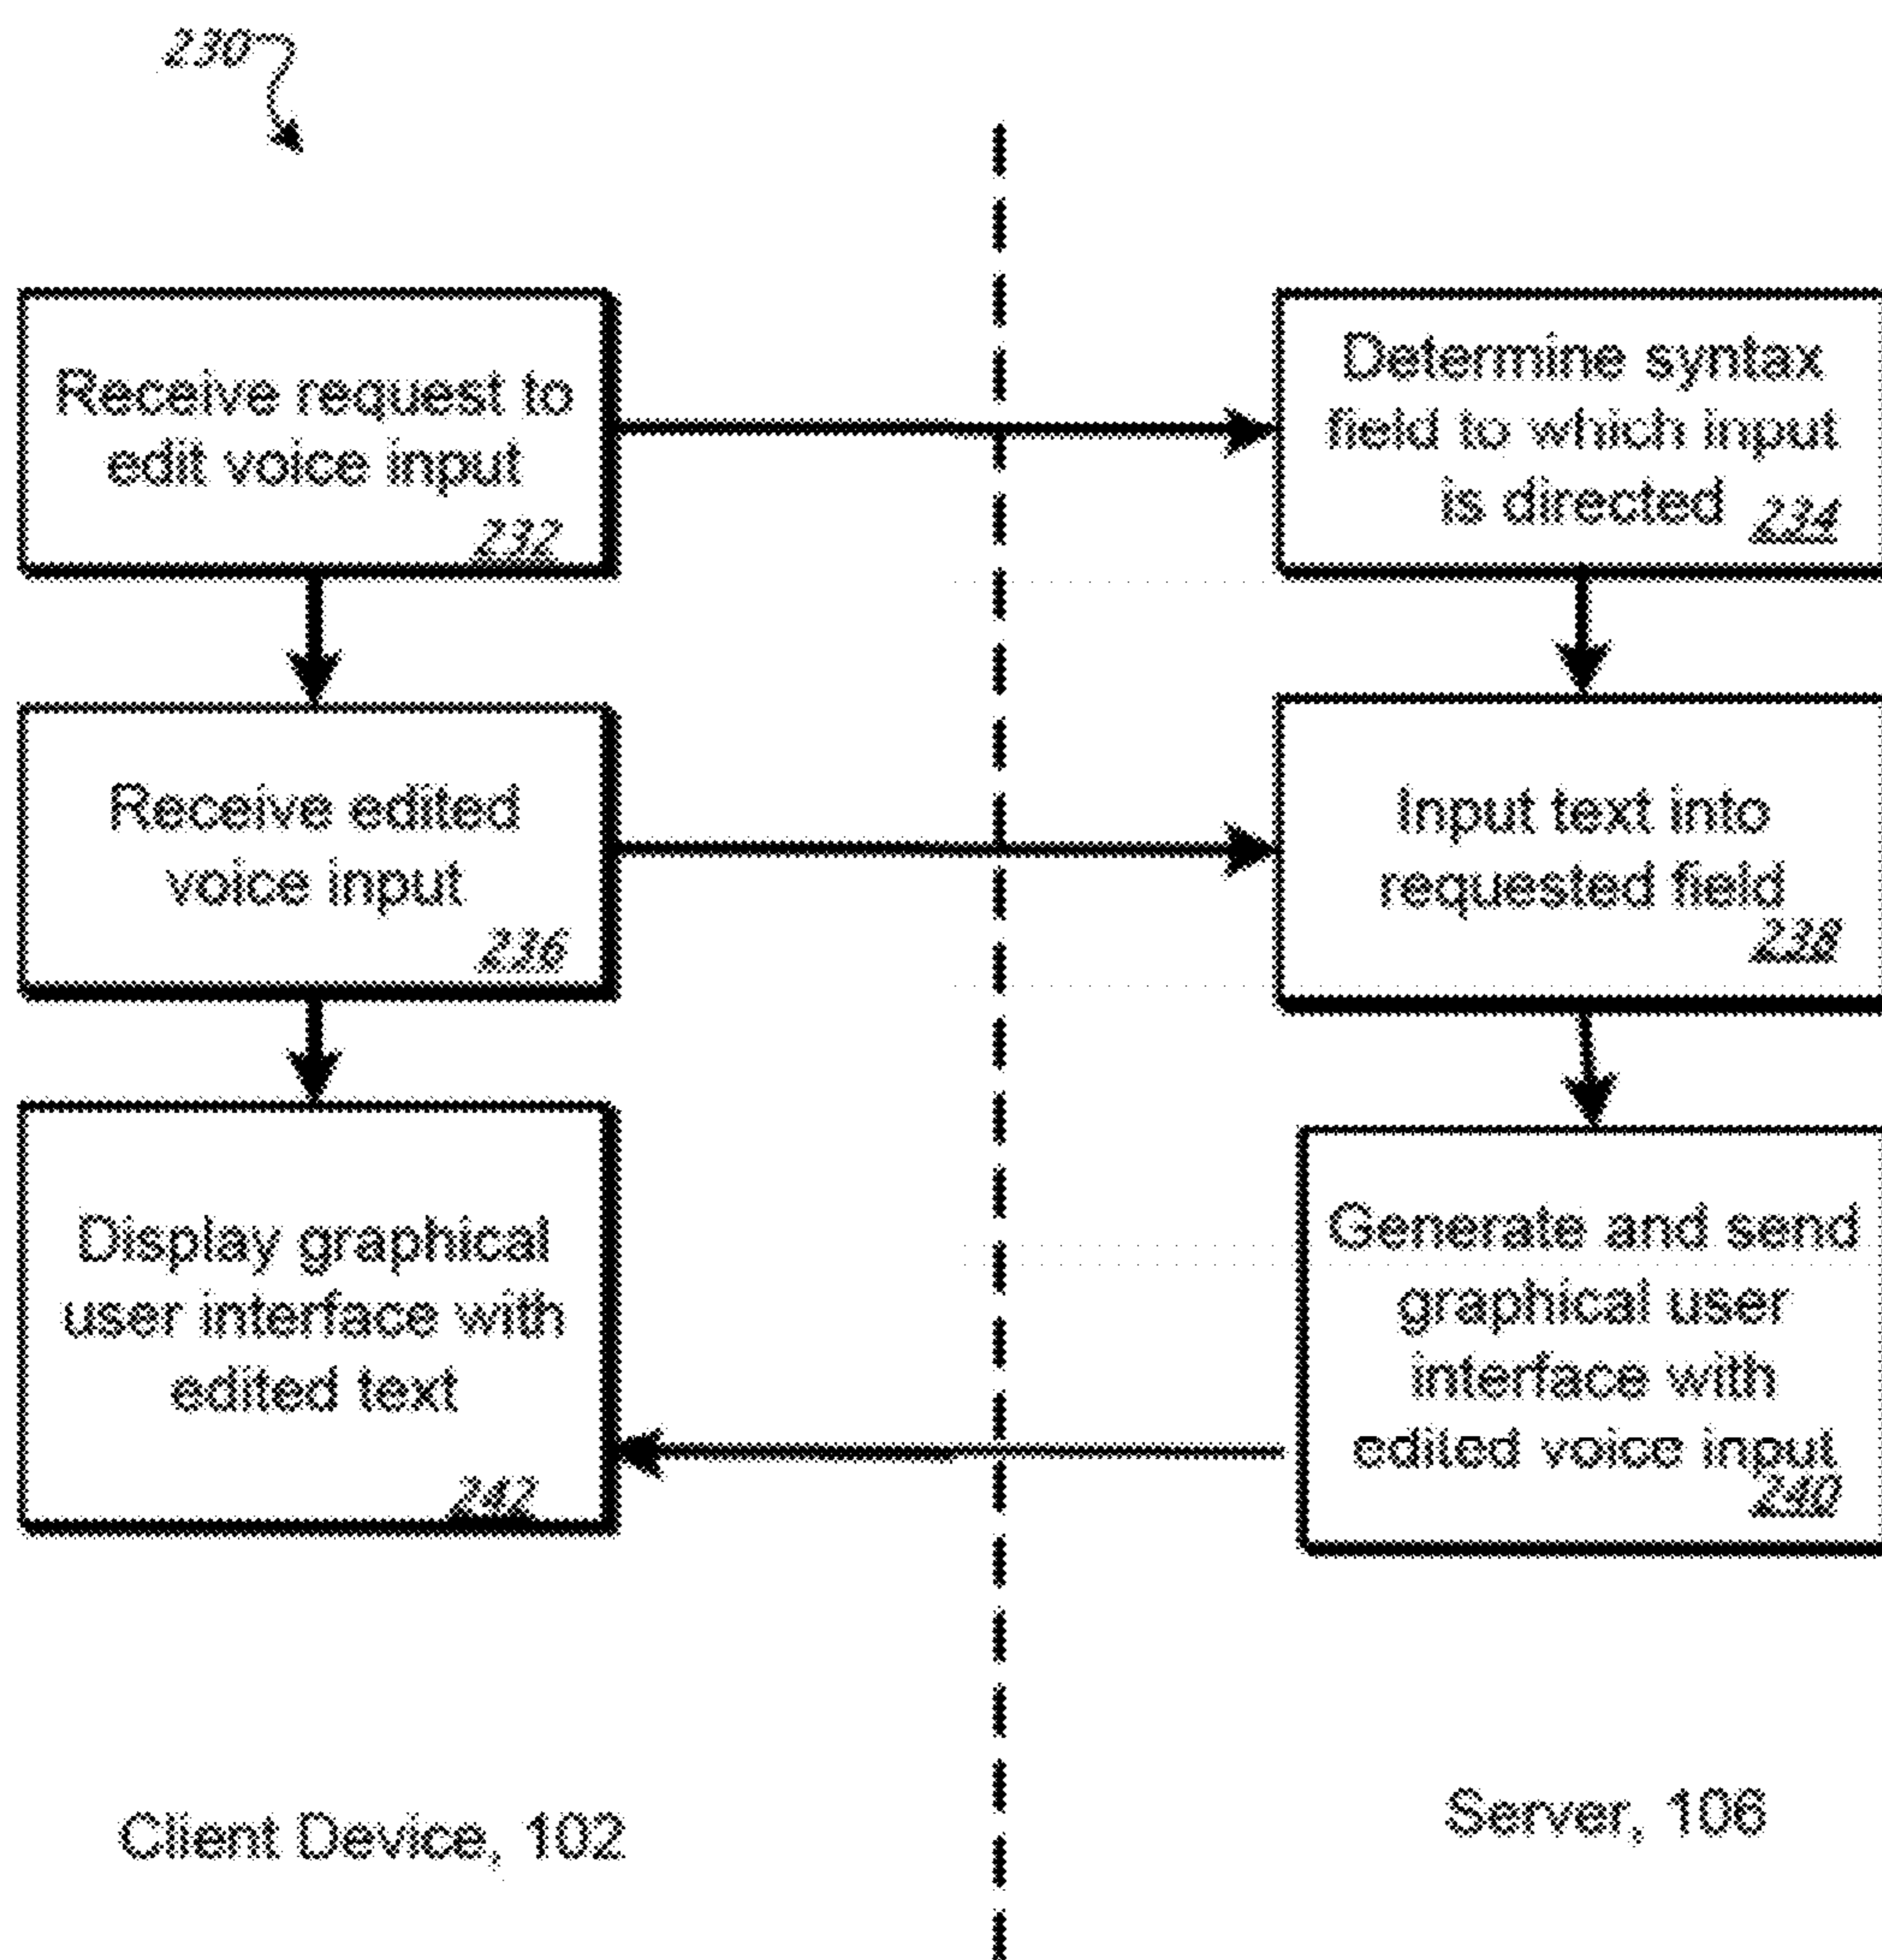 230
Receive request to
edit voice input
232
Determine syntax
field to which input
is directed
234
Receive edited
voice input
236
Input text into
requested field
238
Display graphical
user interface with
edited text
242
Generate and send
graphical user
interface with
edited voice input
240
Client Device, 102
Server, 106